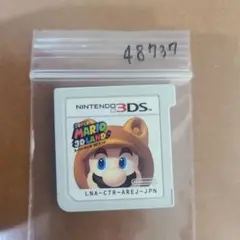 48737
NINTENDO 3DS
SUPER
MARIO
3D LAND
LNA-CTR-AREJ-JPN